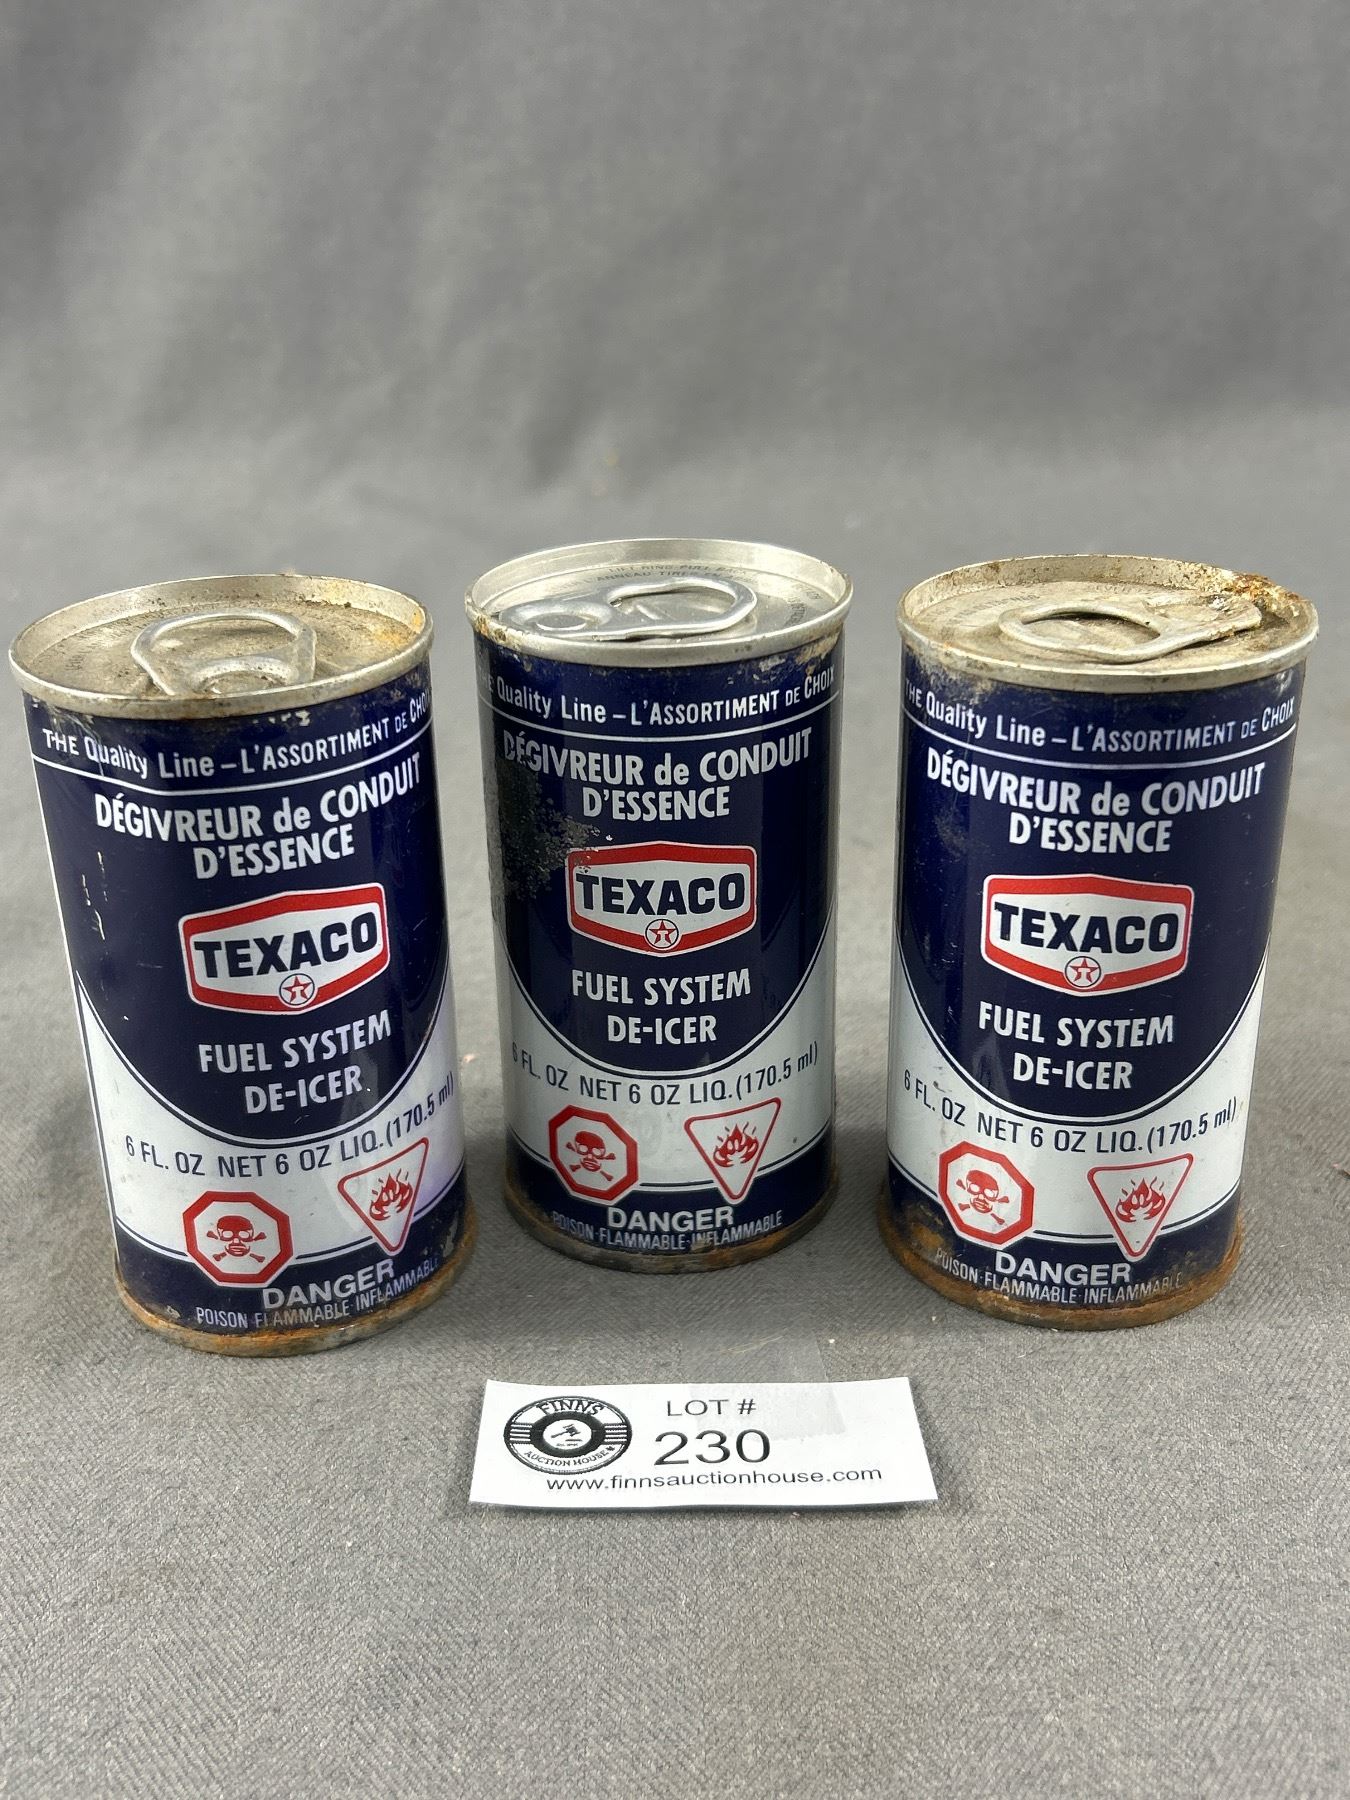 THE Quality Line – L'ASSORTIMENT DE CHOIX
DÉGIVREUR de CONDUIT
D'ESSENCE
TEXACO
T
FUEL SYSTEM
DE-ICER
6 FL. OZ NET 6 OZ LIQ. (170.5 ml)
DANGER
POISON·FLAMMABLE·INFLAMMABLE
Quality Line – L'ASSORTIMENT DE CHOIX
DÉGIVREUR de CONDUIT
D'ESSENCE
TEXACO
T
FUEL SYSTEM
DE-ICER
6 FL. OZ NET 6 OZ LIQ. (170.5 ml)
DANGER
POISON·FLAMMABLE·INFLAMMABLE
THE Quality Line – L'ASSORTIMENT DE CHOIX
DÉGIVREUR de CONDUIT
D'ESSENCE
TEXACO
T
FUEL SYSTEM
DE-ICER
6 FL. OZ NET 6 OZ LIQ. (170.5 ml)
DANGER
POISON·FLAMMABLE·INFLAMMABLE
FINNS
AUCTION HOUSE
LOT #
230
www.finnsauctionhouse.com